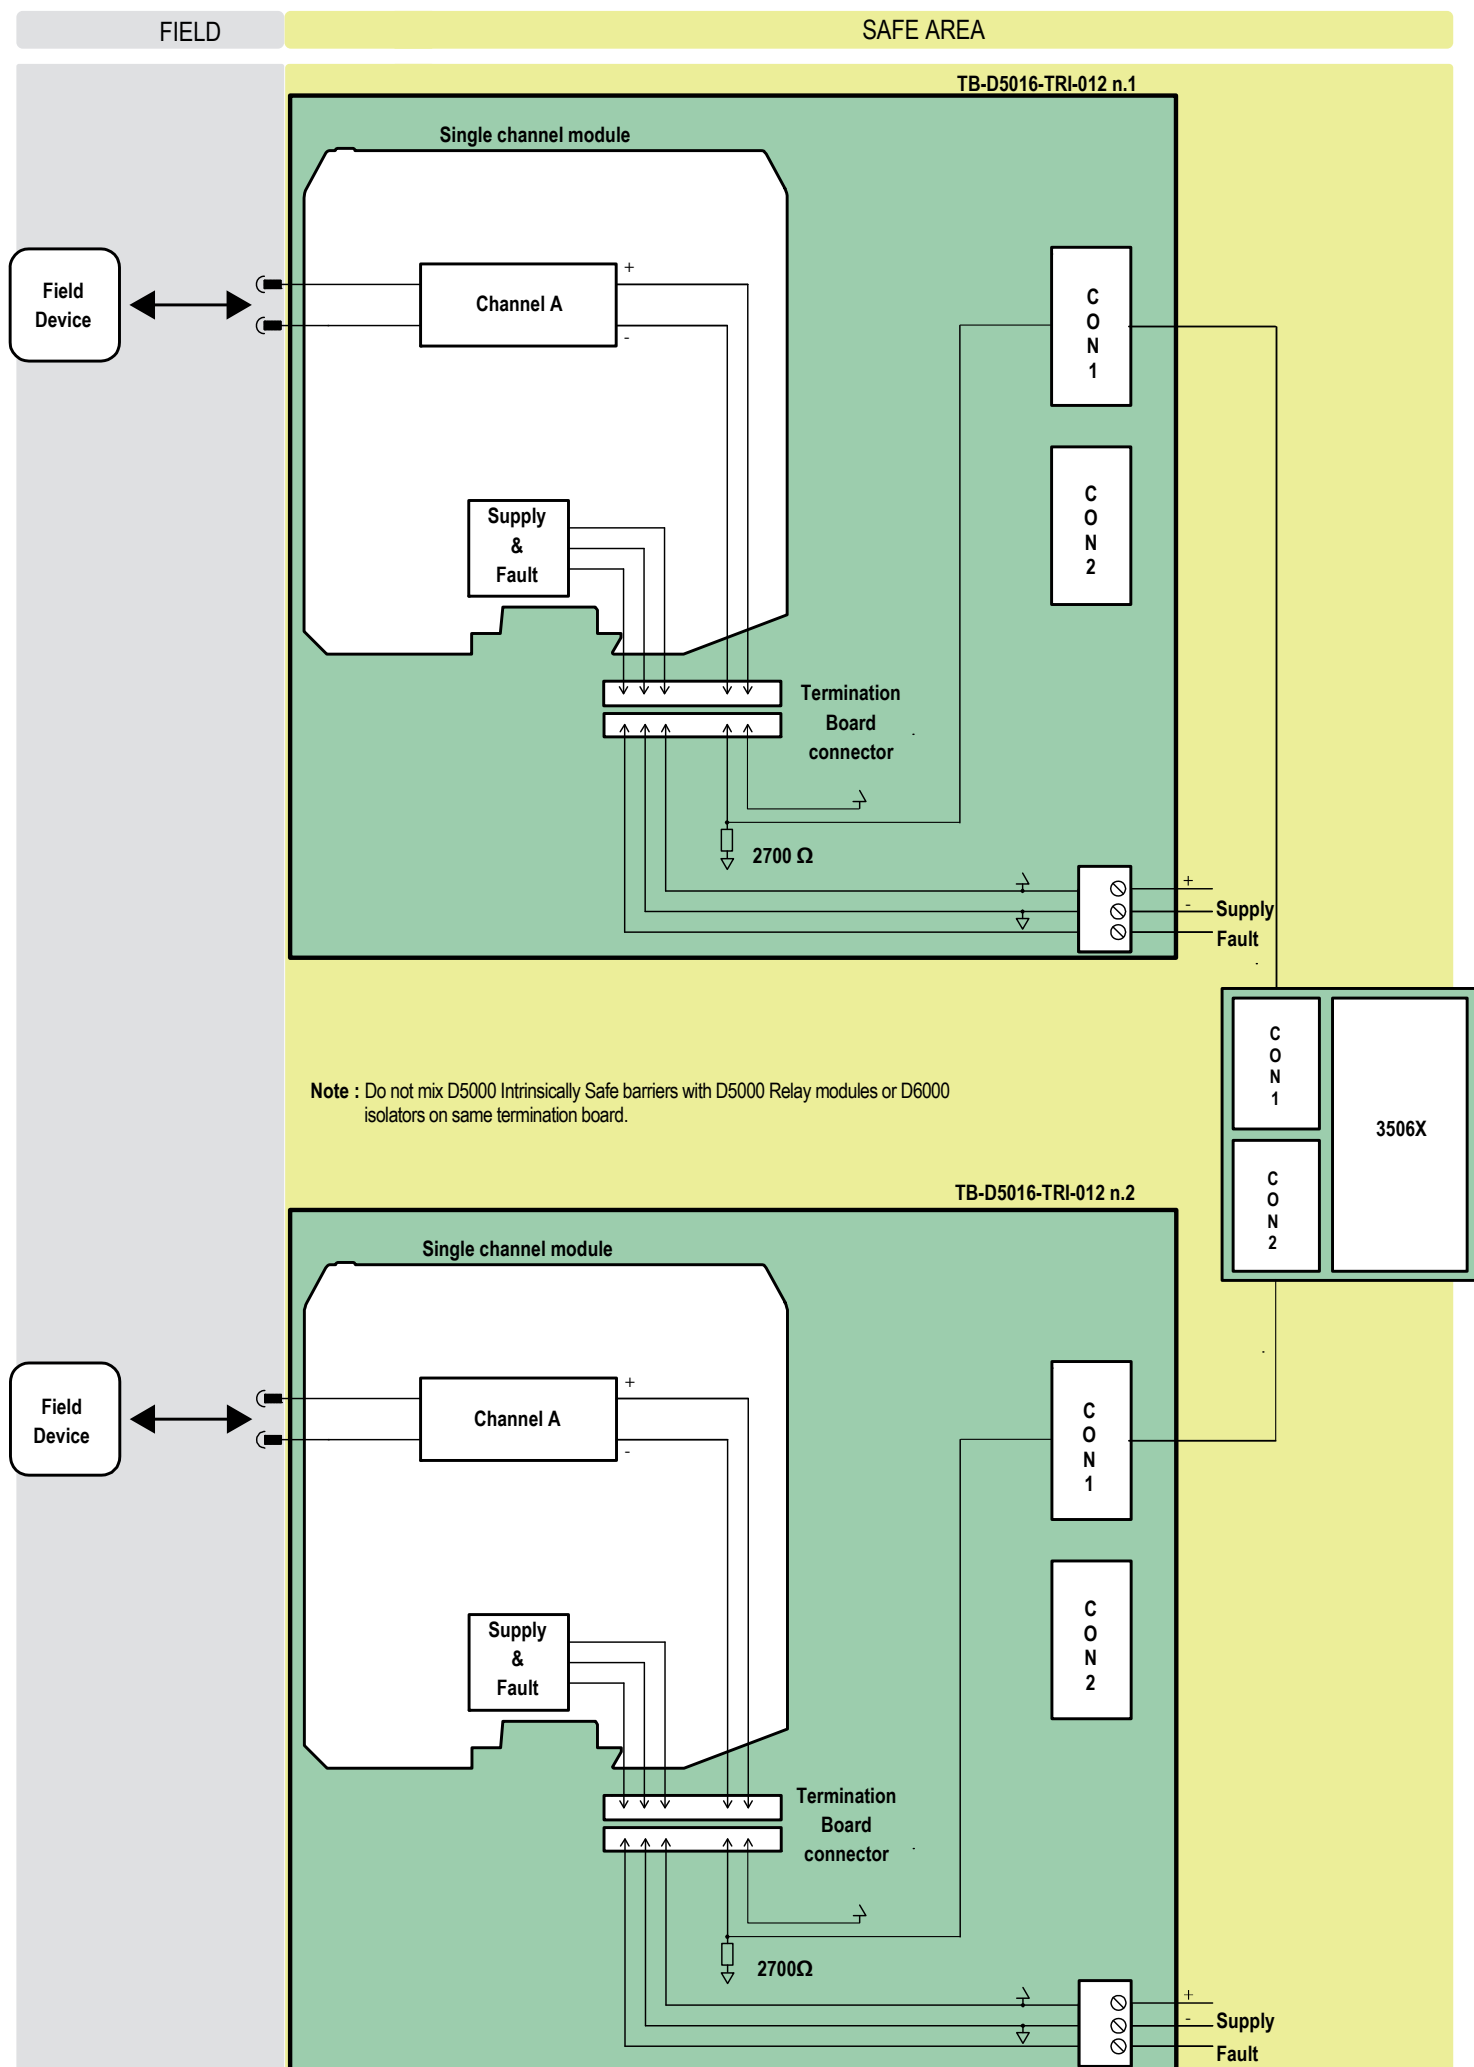 FIELD
SAFE AREA
TB-D5016-TRI-012 n.1
Single channel module
Field
Device
Channel A
+
-
C
O
N
1
C
O
N
2
Supply
&
Fault
Termination
Board
connector
2700 Ω
+
-
Supply
Fault
C
O
N
1
C
O
N
2
3506X
Note : Do not mix D5000 Intrinsically Safe barriers with D5000 Relay modules or D6000
isolators on same termination board.
TB-D5016-TRI-012 n.2
Single channel module
Field
Device
Channel A
+
-
C
O
N
1
C
O
N
2
Supply
&
Fault
Termination
Board
connector
2700Ω
+
-
Supply
Fault